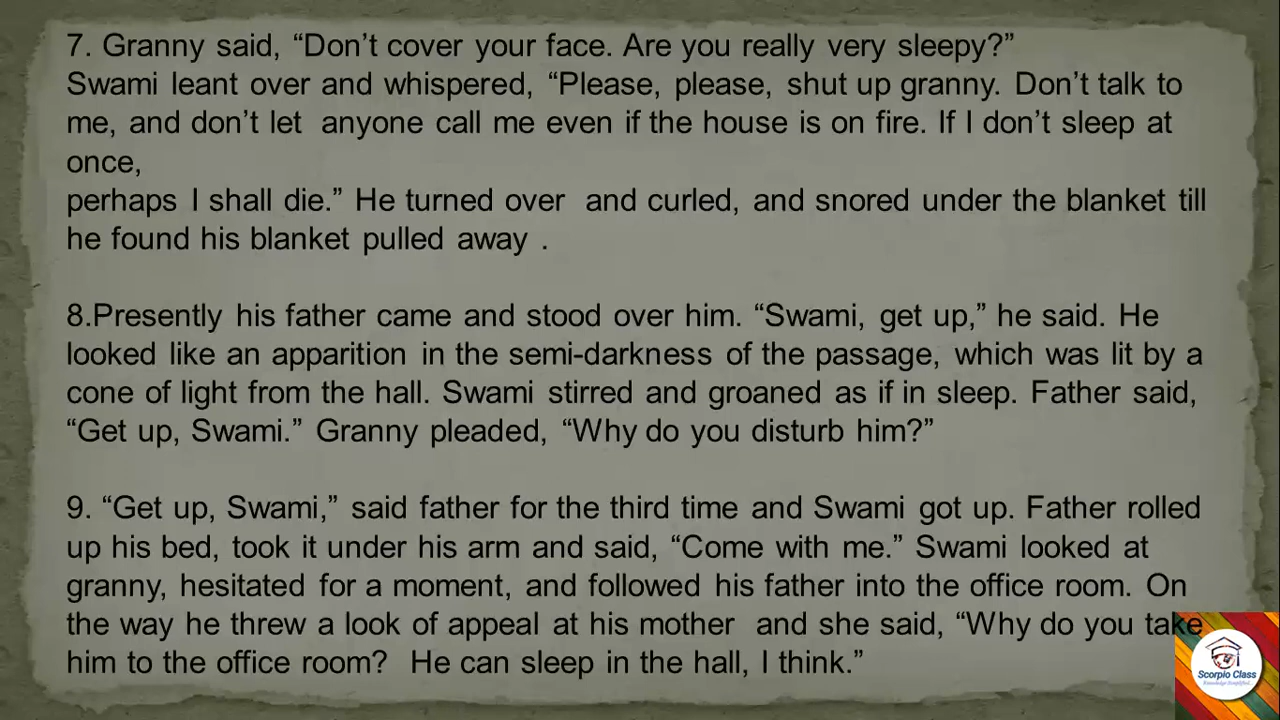 7. Granny said, “Don’t cover your face. Are you really very sleepy?”
Swami leant over and whispered, “Please, please, shut up granny. Don’t talk to
me, and don’t let anyone call me even if the house is on fire. If I don’t sleep at
once,
perhaps I shall die.” He turned over and curled, and snored under the blanket till
he found his blanket pulled away .
8.Presently his father came and stood over him. “Swami, get up,” he said. He
looked like an apparition in the semi-darkness of the passage, which was lit by a
cone of light from the hall. Swami stirred and groaned as if in sleep. Father said,
“Get up, Swami.” Granny pleaded, “Why do you disturb him?”
9. “Get up, Swami,” said father for the third time and Swami got up. Father rolled
up his bed, took it under his arm and said, “Come with me.” Swami looked at
granny, hesitated for a moment, and followed his father into the office room. On
the way he threw a look of appeal at his mother and she said, “Why do you take
him to the office room? He can sleep in the hall, I think.”
Scorpio Class